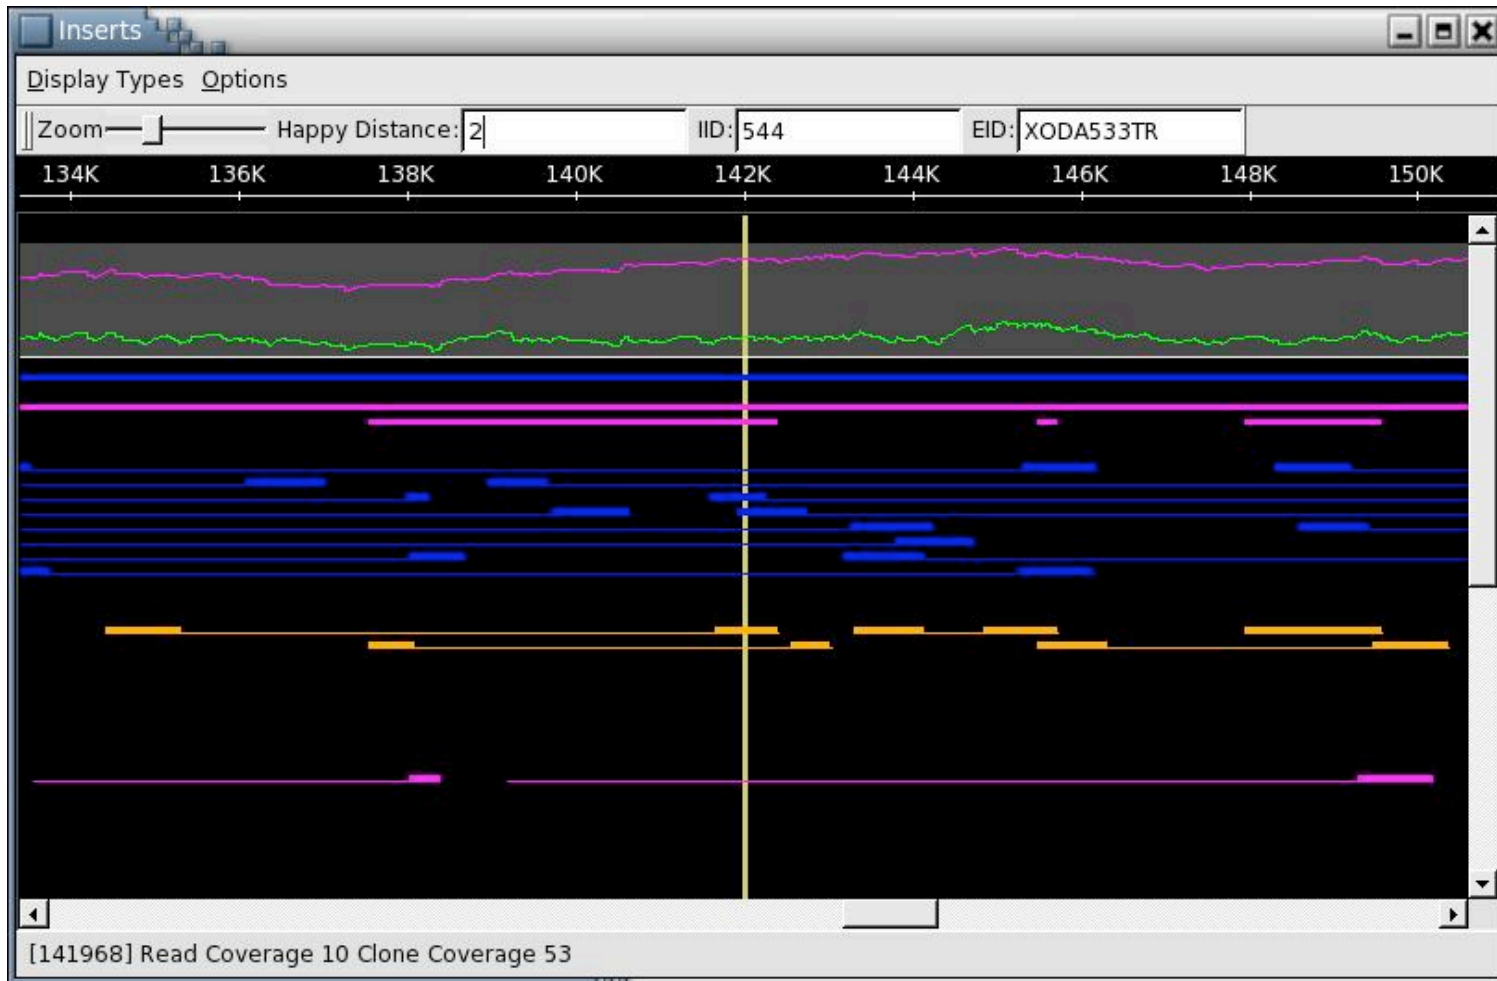 Inserts
Display Types Options
Zoom Happy Distance: 2 IID: 544 EID: XODA533TR
134K 136K 138K 140K 142K 144K 146K 148K 150K
[141968] Read Coverage 10 Clone Coverage 53